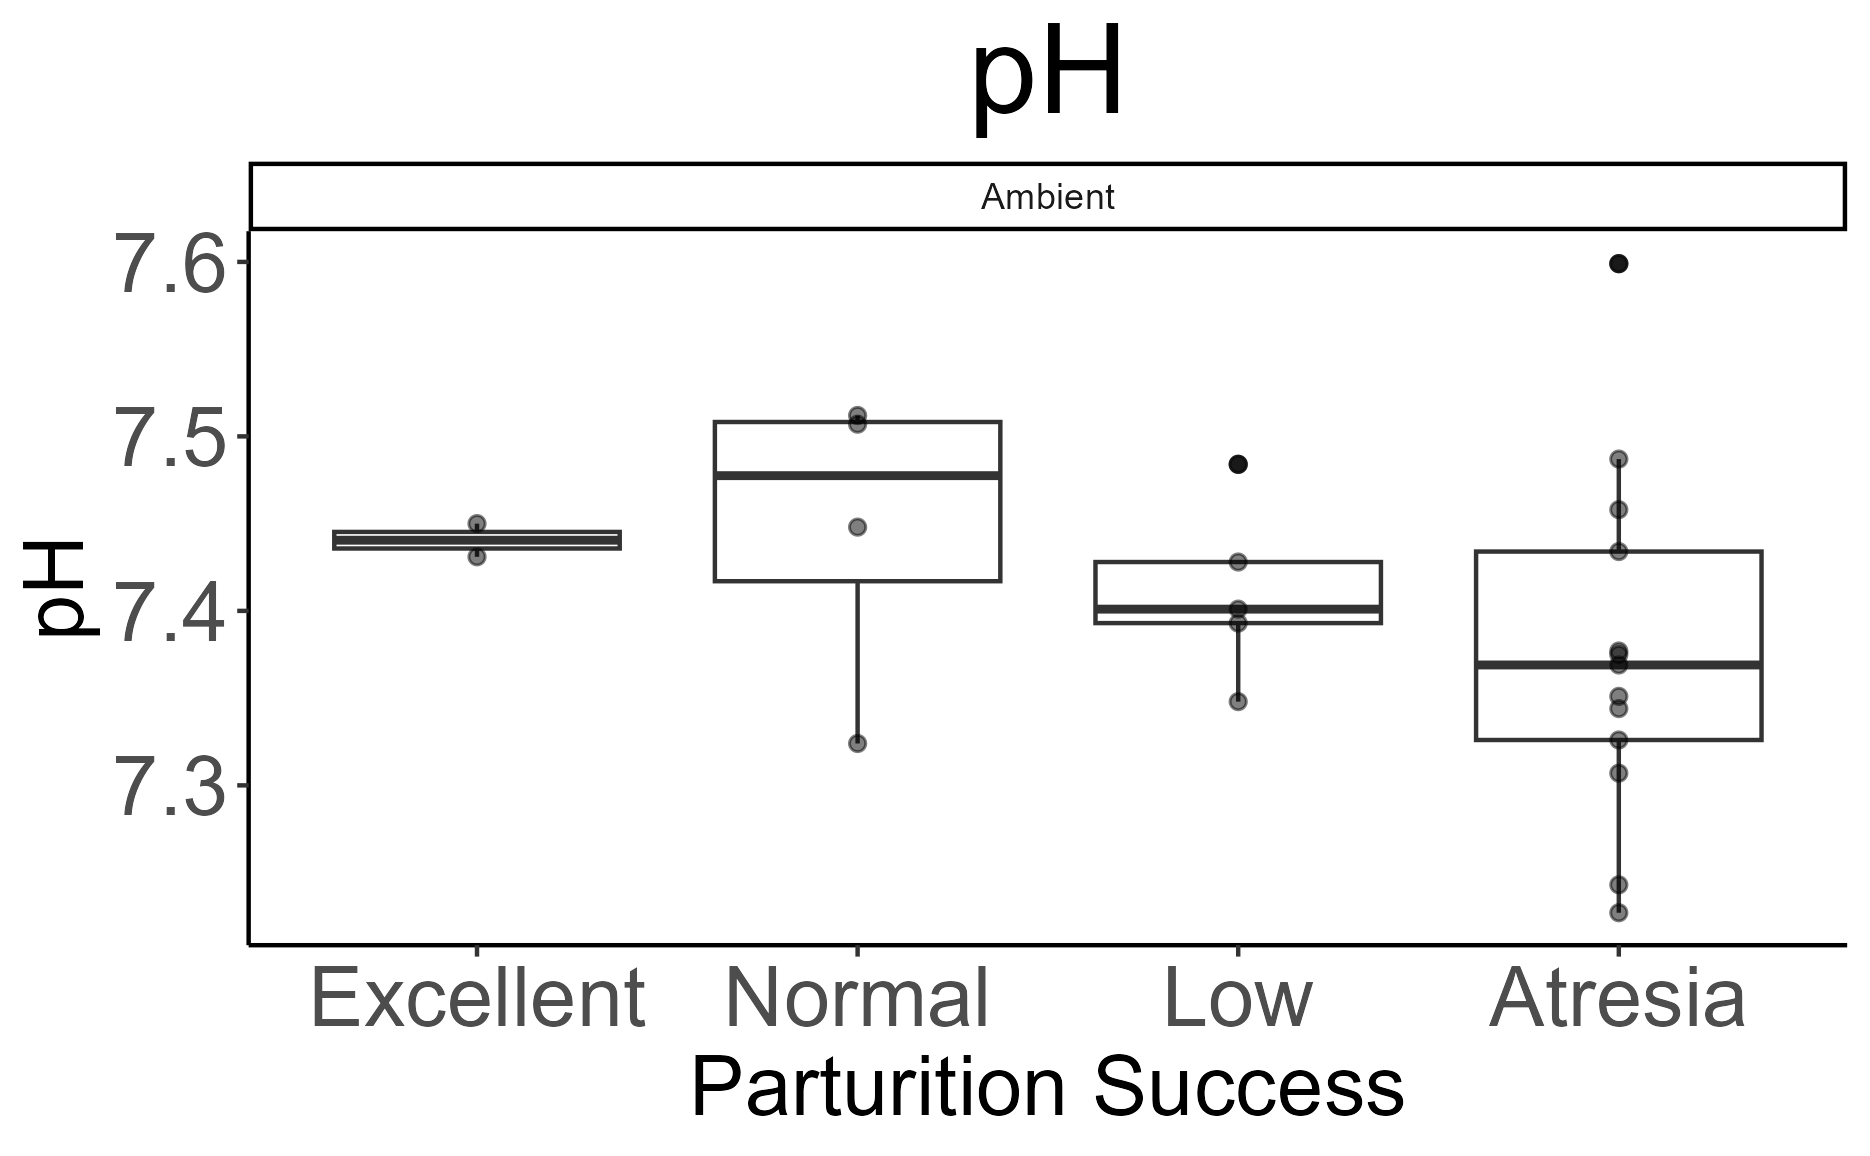 pH
Ambient
7.6
7.5
7.4
7.3
pH
Excellent Normal Low Atresia
Parturition Success